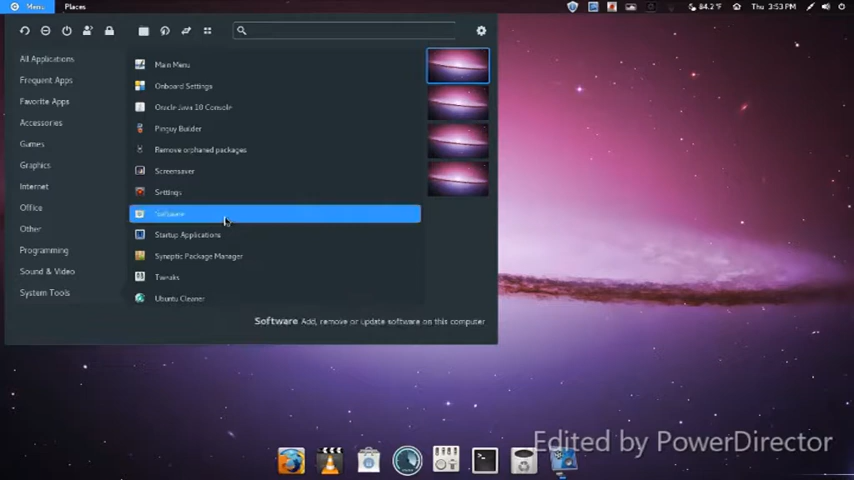 Menu
Places
84.2 °F
Thu 3:53 PM
All Applications
Frequent Apps
Favorite Apps
Accessories
Games
Graphics
Internet
Office
Other
Programming
Sound & Video
System Tools
Main Menu
Onboard Settings
Oracle Java 10 Console
Pinguy Builder
Remove orphaned packages
Screensaver
Settings
Software
Startup Applications
Synaptic Package Manager
Tweaks
Ubuntu Cleaner
Software Add, remove or update software on this computer
Edited by PowerDirector